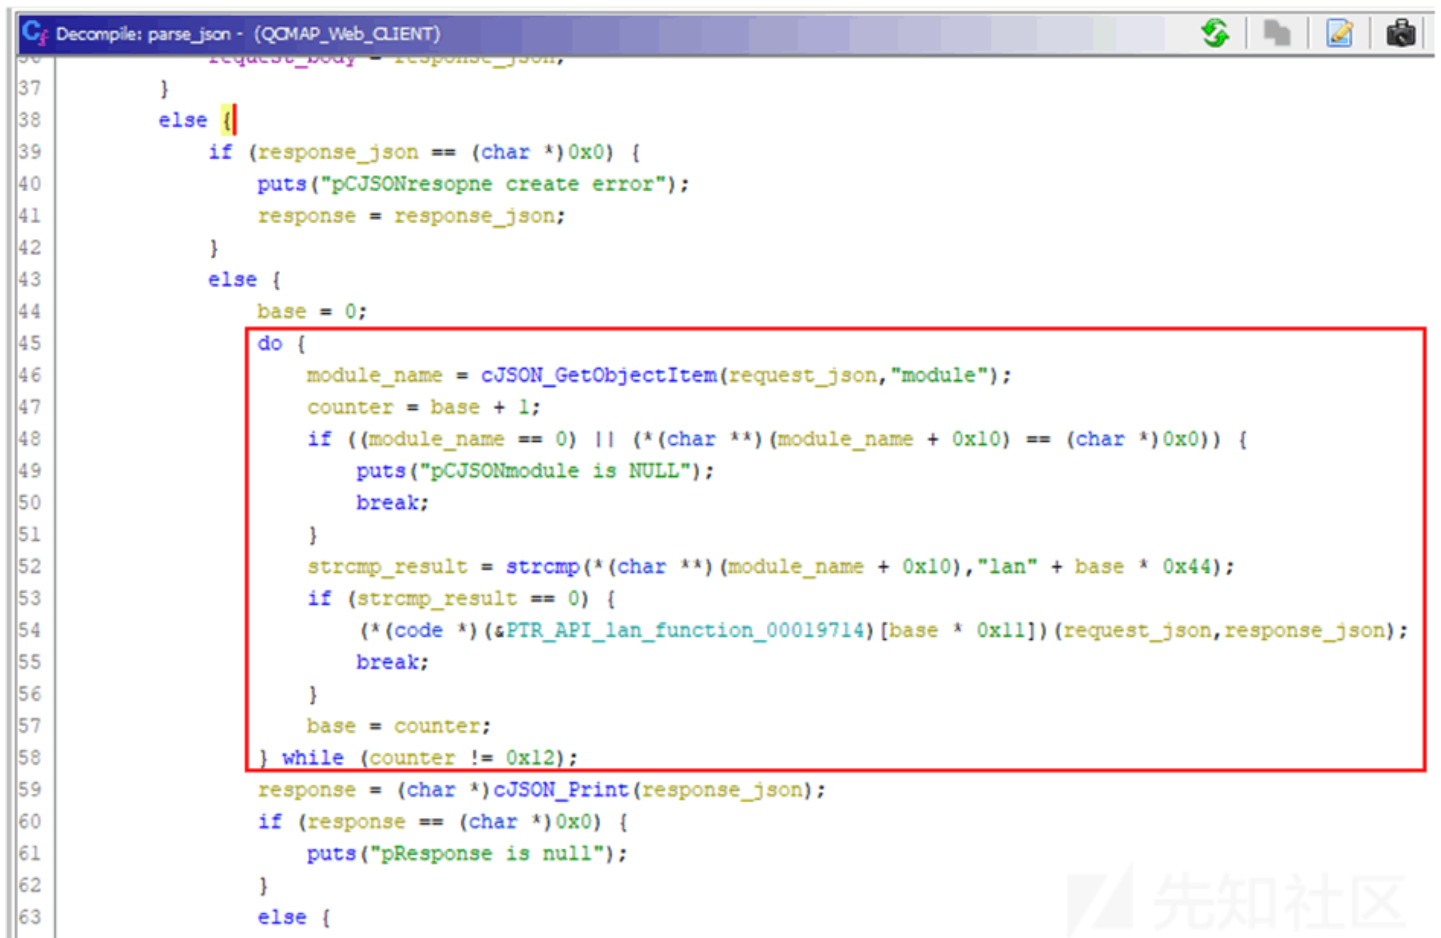 Decompile: parse_json - (QCMAP_Web_CLIENT)
36 request_body = response_json;
37 }
38 else {
39 if (response_json == (char *)0x0) {
40 puts("pCJSONresopne create error");
41 response = response_json;
42 }
43 else {
44 base = 0;
45 do {
46 module_name = cJSON_GetObjectItem(request_json,"module");
47 counter = base + 1;
48 if ((module_name == 0) || (*(char **)(module_name + 0x10) == (char *)0x0)) {
49 puts("pCJSONmodule is NULL");
50 break;
51 }
52 strcmp_result = strcmp(*(char **)(module_name + 0x10),"lan" + base * 0x44);
53 if (strcmp_result == 0) {
54 (*(code *)(&PTR_API_lan_function_00019714)[base * 0x11])(request_json,response_json);
55 break;
56 }
57 base = counter;
58 } while (counter != 0x12);
59 response = (char *)cJSON_Print(response_json);
60 if (response == (char *)0x0) {
61 puts("pResponse is null");
62 }
63 else {
先知社区